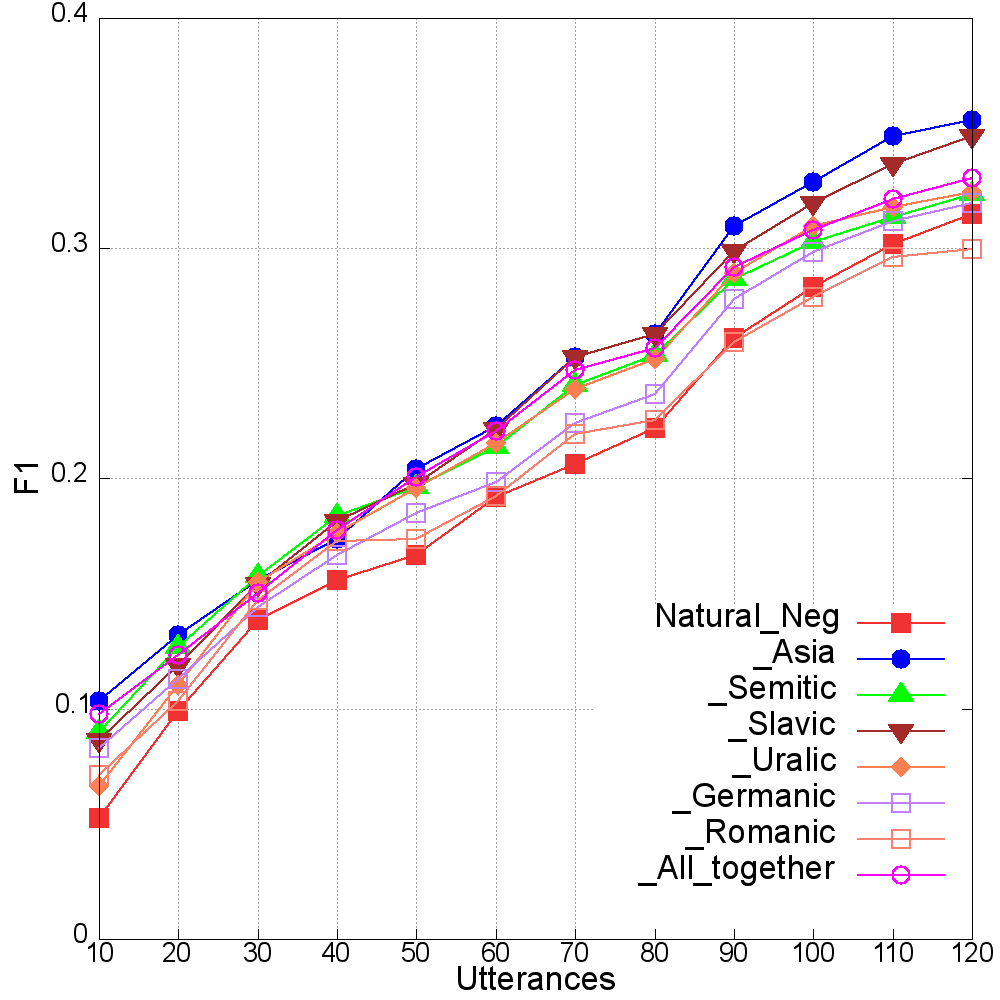 0.4
0.3
0.2
0.1
0
F1
10 20 30 40 50 60 70 80 90 100 110 120
Utterances
Natural_Neg
_Asia
_Semitic
_Slavic
_Uralic
_Germanic
_Romanic
_All_together